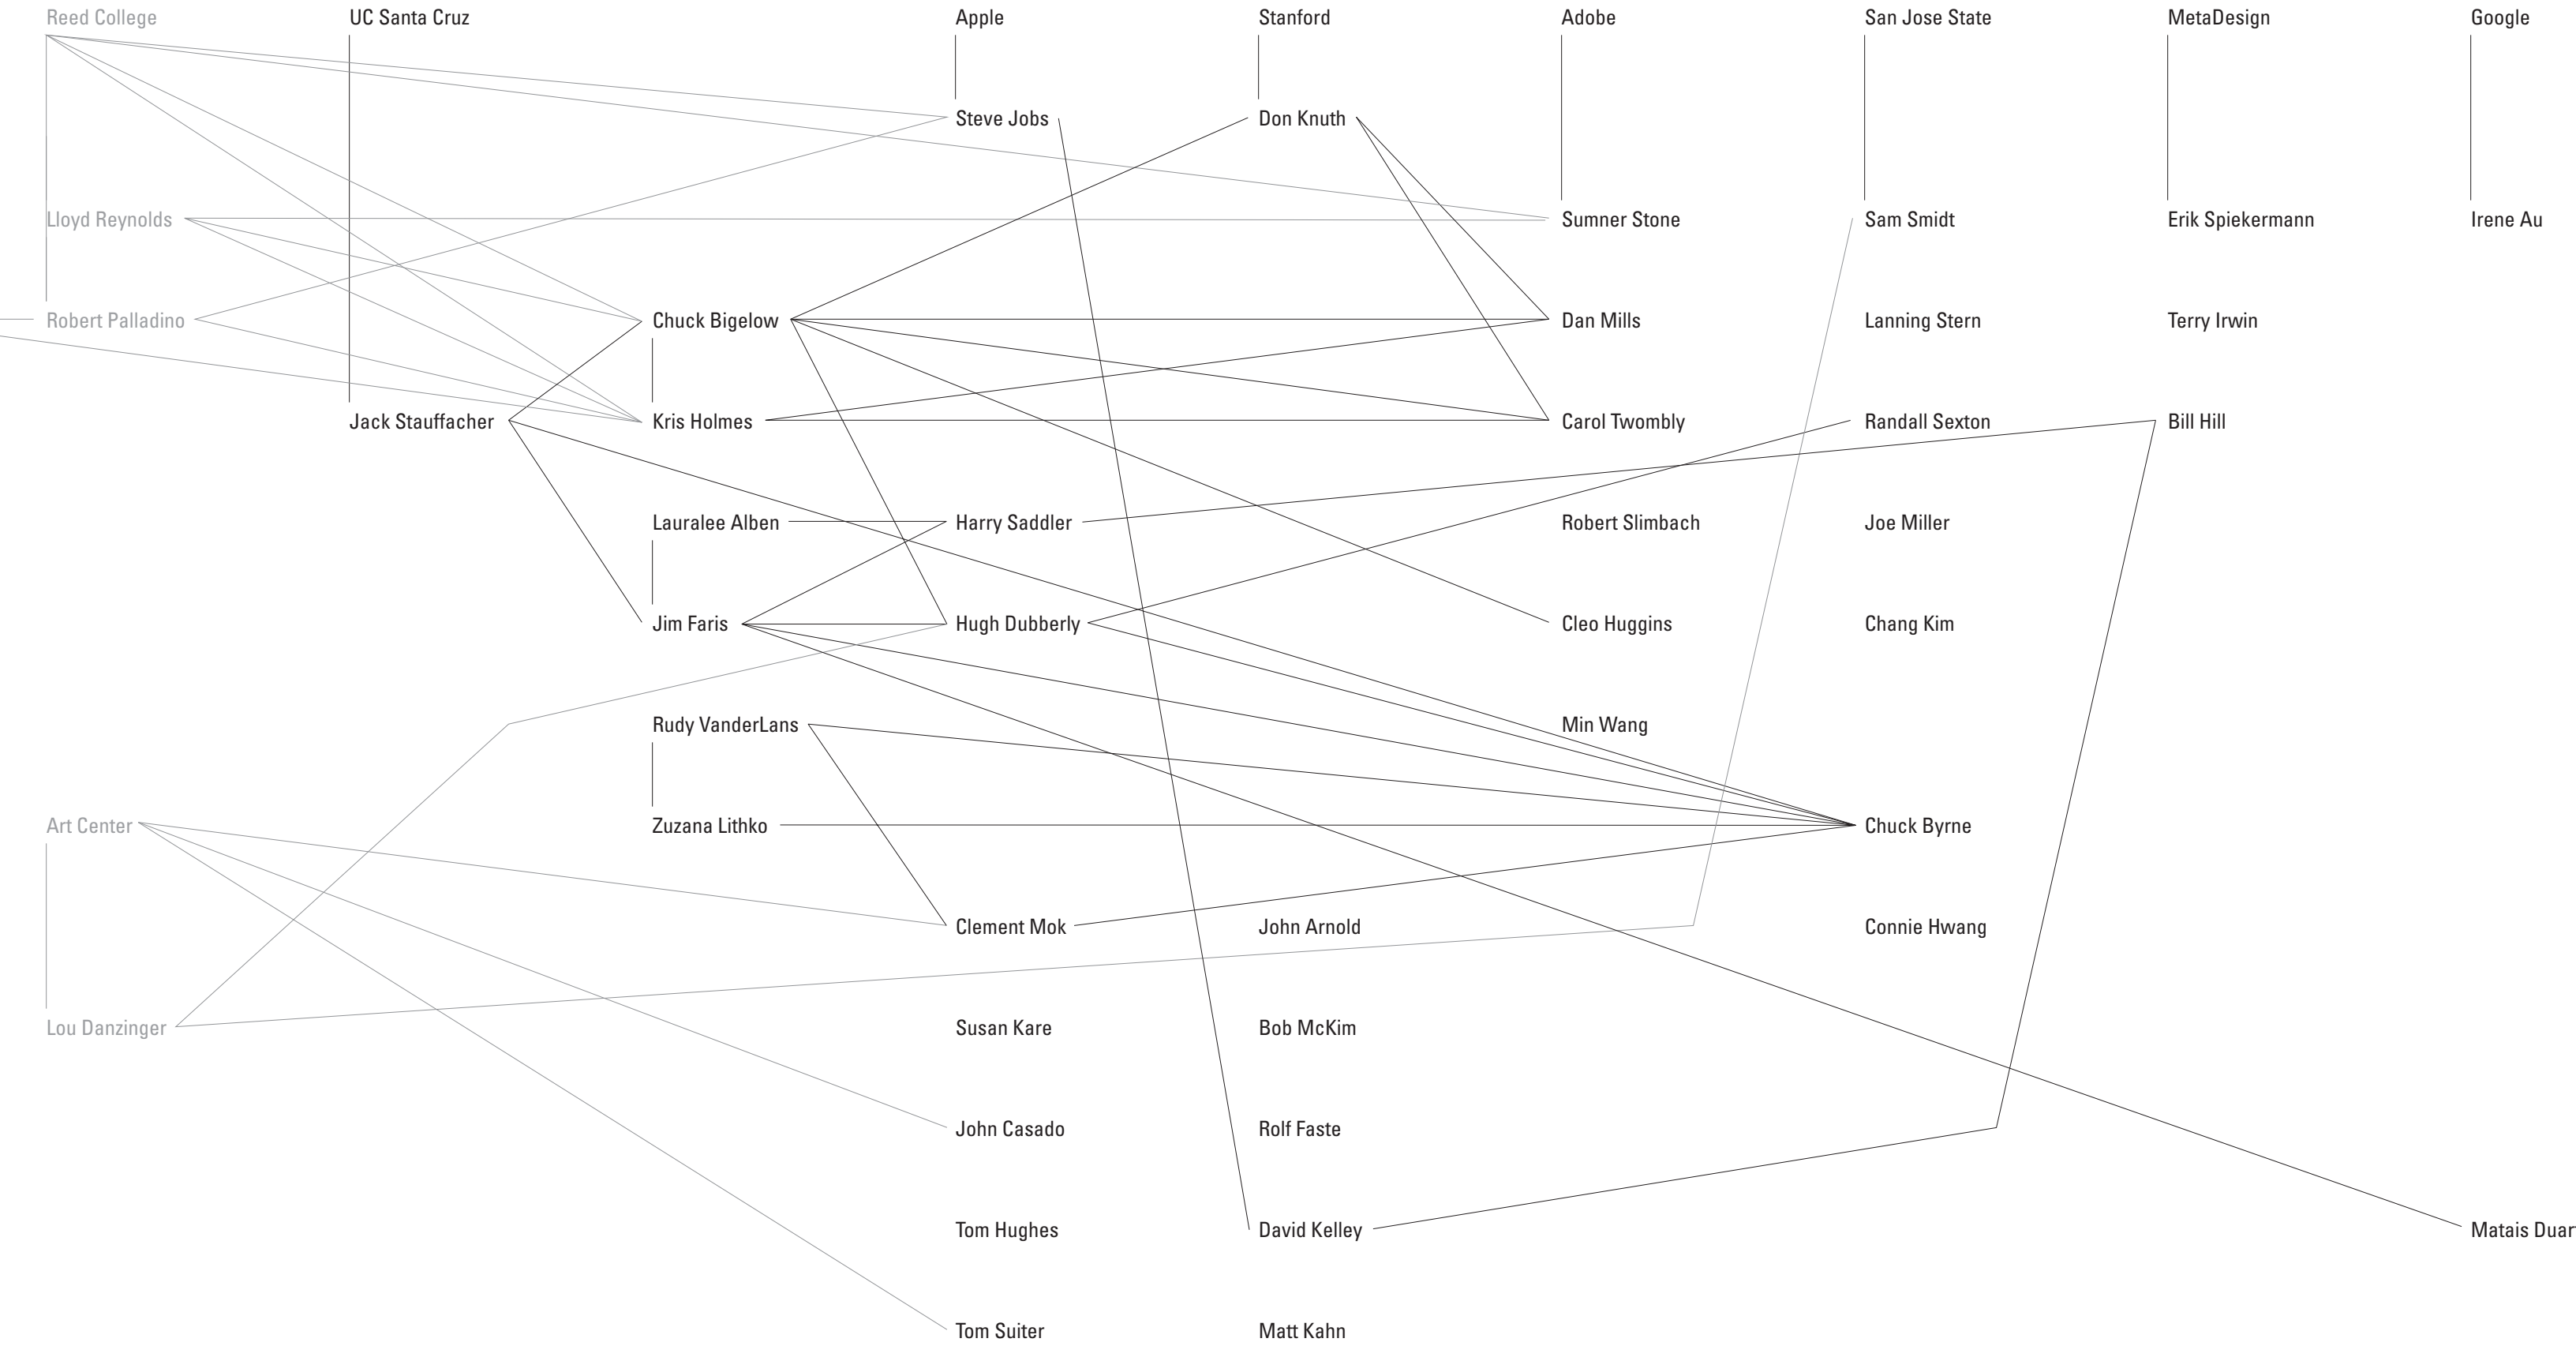 Reed College
UC Santa Cruz
Apple
Stanford
Adobe
San Jose State
MetaDesign
Google
Steve Jobs
Don Knuth
Lloyd Reynolds
Sumner Stone
Sam Smidt
Erik Spiekermann
Irene Au
Robert Palladino
Chuck Bigelow
Dan Mills
Lanning Stern
Terry Irwin
Jack Stauffacher
Kris Holmes
Carol Twombly
Randall Sexton
Bill Hill
Lauralee Alben
Harry Saddler
Robert Slimbach
Joe Miller
Jim Faris
Hugh Dubberly
Cleo Huggins
Chang Kim
Rudy VanderLans
Min Wang
Art Center
Zuzana Lithko
Chuck Byrne
Clement Mok
John Arnold
Connie Hwang
Lou Danzinger
Susan Kare
Bob McKim
John Casado
Rolf Faste
Tom Hughes
David Kelley
Matais Duar
Tom Suiter
Matt Kahn